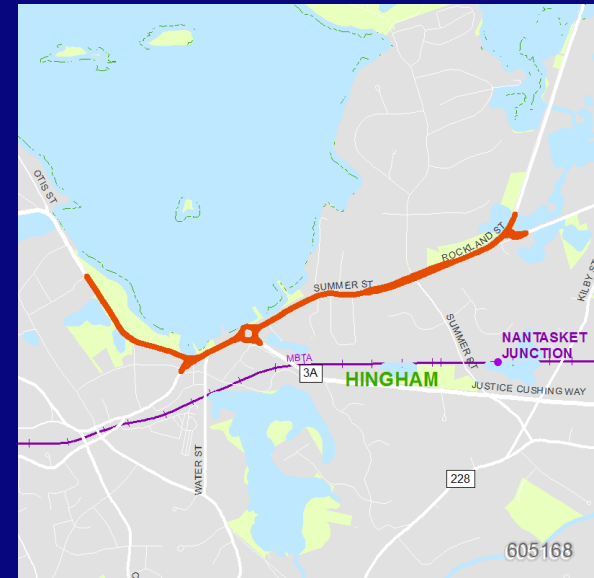 OTIS ST
ROCKLAND ST
SUMMER ST
KILBY ST
SUMMER ST
NANTASKET
JUNCTION
MBTA
3A
HINGHAM
JUSTICE CUSHING WAY
WATER ST
228
605168